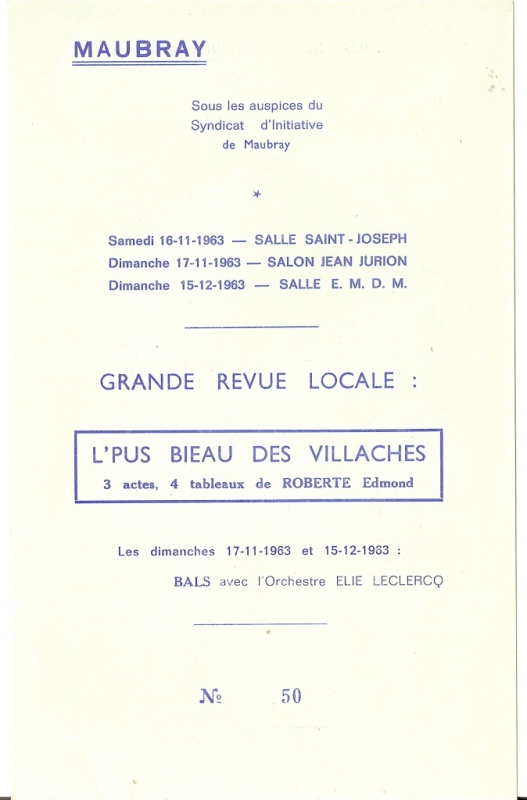 MAUBRAY
Sous les auspices du
Syndicat d'Initiative
de Maubray
*
Samedi 16-11-1963 — SALLE SAINT-JOSEPH
Dimanche 17-11-1963 — SALON JEAN JURION
Dimanche 15-12-1963 — SALLE E. M. D. M.
GRANDE REVUE LOCALE :
L'PUS BIEAU DES VILLACHES
3 actes, 4 tableaux de ROBERTE Edmond
Les dimanches 17-11-1963 et 15-12-1963 :
BALS avec l'Orchestre ELIE LECLERCQ
№ 50